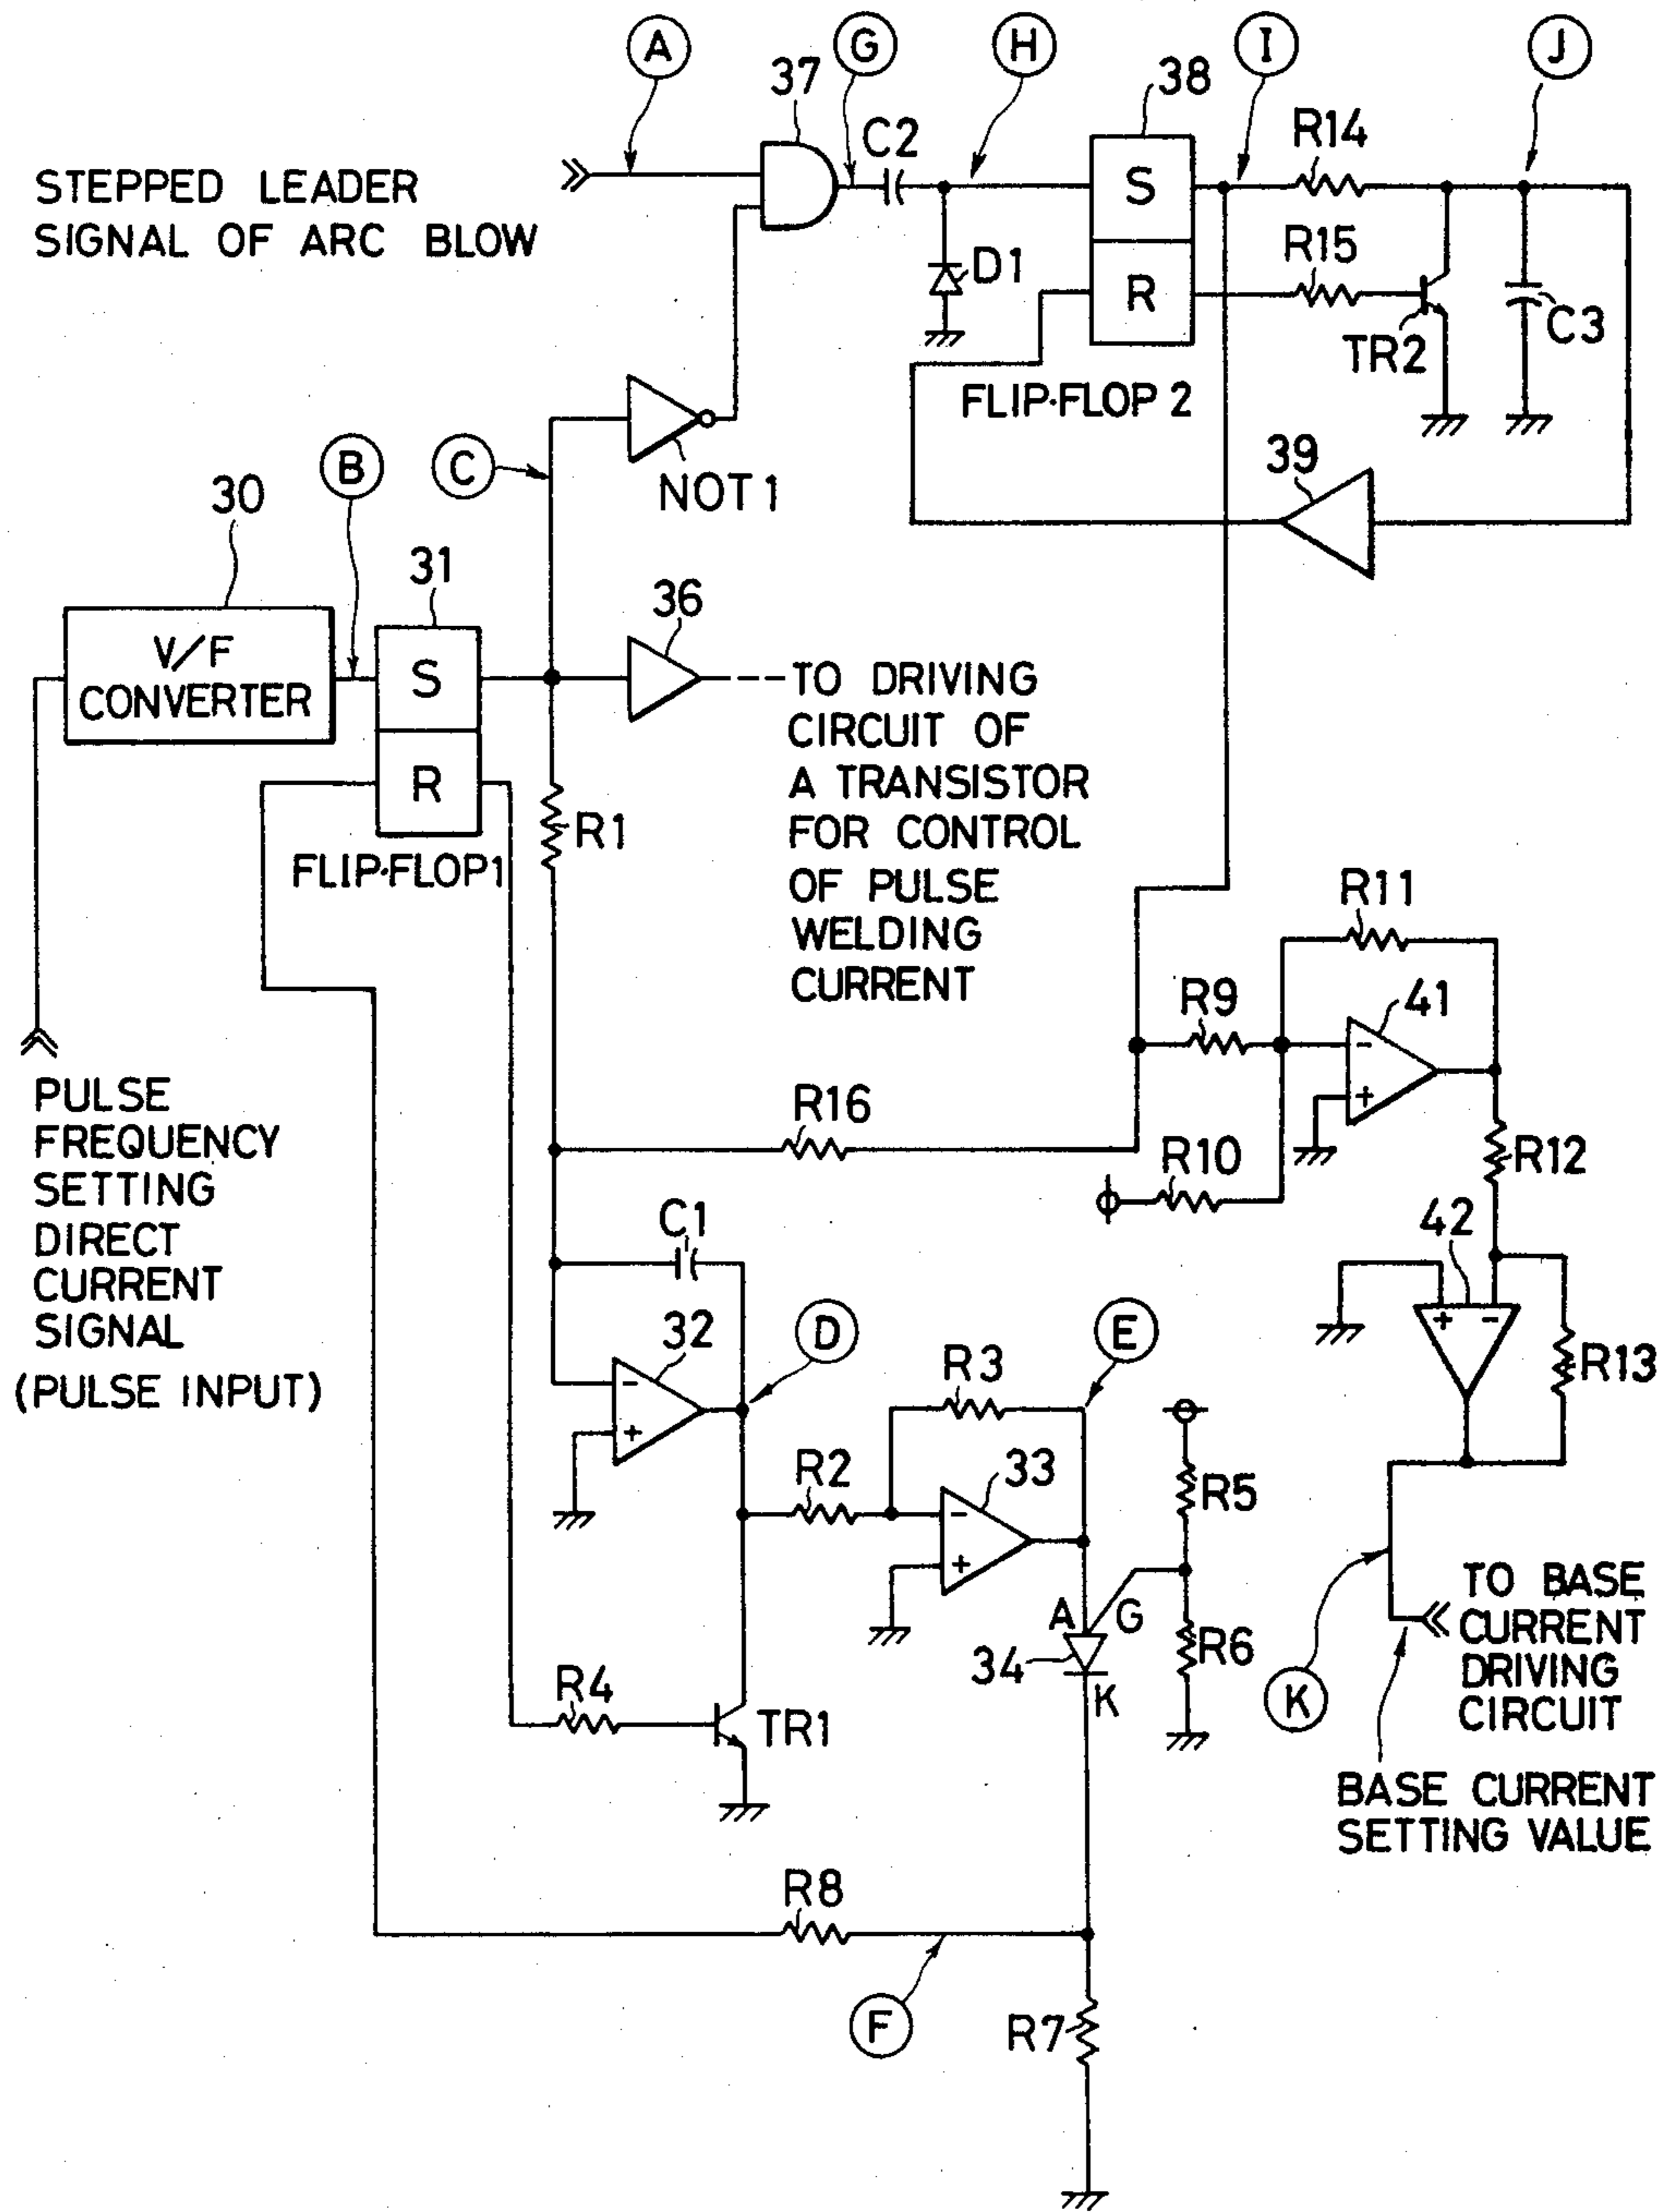 A
G
H
I
J
37
38
C2
R14
STEPPED LEADER
SIGNAL OF ARC BLOW
S
R15
D1
R
C3
TR2
FLIP-FLOP 2
B
C
NOT 1
39
30
31
36
V/F
CONVERTER
S
TO DRIVING
CIRCUIT OF
A TRANSISTOR
FOR CONTROL
OF PULSE
WELDING
CURRENT
R
R1
FLIP-FLOP1
R11
R9
41
-
+
PULSE
FREQUENCY
SETTING
DIRECT
CURRENT
SIGNAL
(PULSE INPUT)
R16
R10
R12
C1
42
+ -
R13
32
D
E
-
+
R3
R2
33
R5
-
+
A G
34
K
R6
TO BASE
CURRENT
DRIVING
CIRCUIT
K
R4
TR1
BASE CURRENT
SETTING VALUE
R8
F
R7